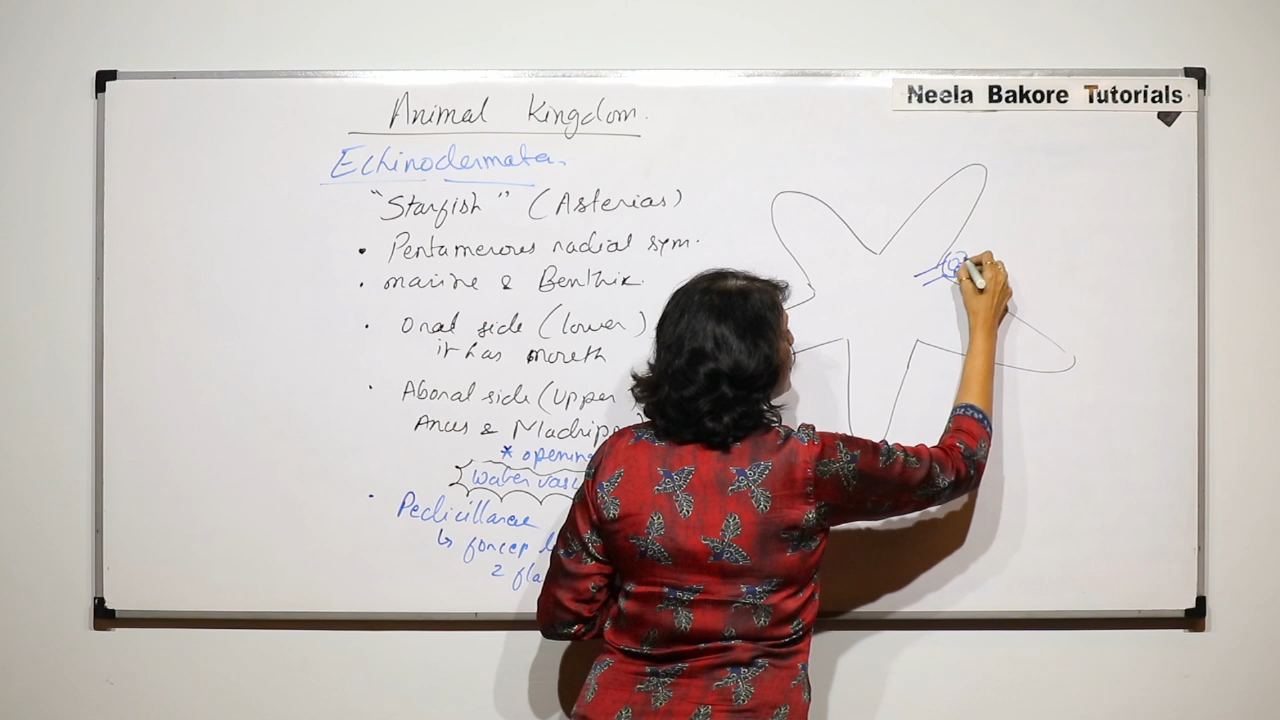 Neela Bakore Tutorials
Animal Kingdom.
Echinodermata.
"Starfish" (Asterias)
• Pentamerous radial sym.
• marine & Benthic.
• Oral side (lower)
it has mouth
• Aboral side (Upper
Anus & Madripo
* opening
water vasc
• Pedicillarae
↳ forcep l
2 fla